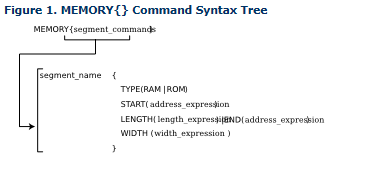 Figure 1. MEMORY{} Command Syntax Tree
MEMORY{segment_commands}
segment_name {
TYPE(RAM | ROM)
START( address_expression)
LENGTH( length_expression) |END(address_expression)
WIDTH (width_expression )
}